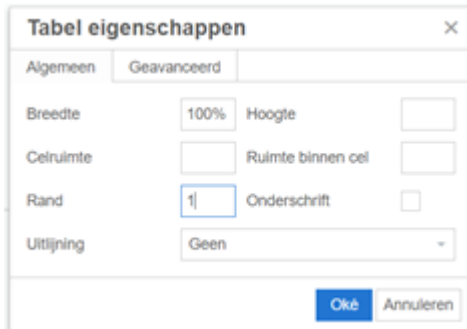 Tabel eigenschappen ×
Algemeen Geavanceerd
Breedte 100% Hoogte
Celruimte Ruimte binnen cel
Rand 1 Onderschrift
Uitlijning Geen
Oké Annuleren